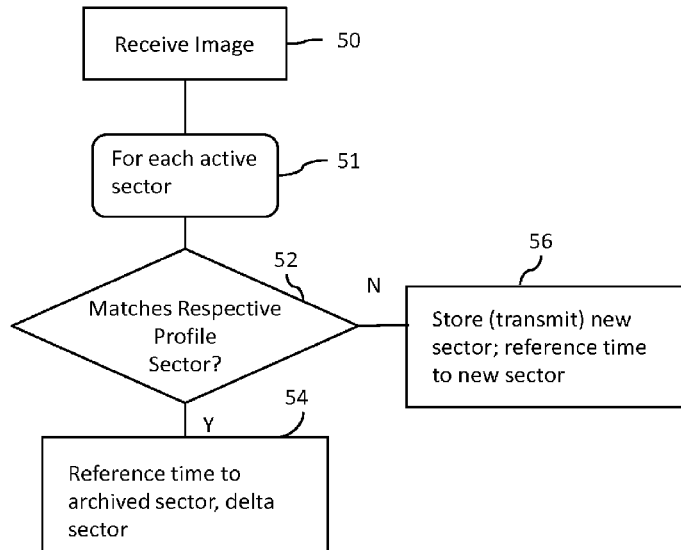 Receive Image
50
For each active
sector
51
52
Matches Respective
Profile
Sector?
N
56
Store (transmit) new
sector; reference time
to new sector
Y
54
Reference time to
archived sector, delta
sector